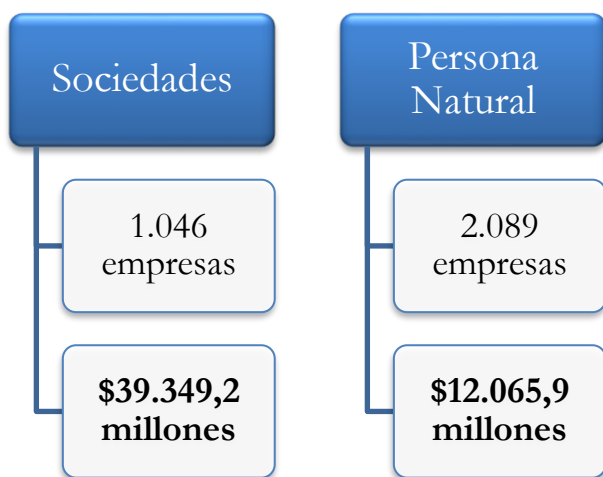 Sociedades
1.046
empresas
$39.349,2
millones
Persona
Natural
2.089
empresas
$12.065,9
millones